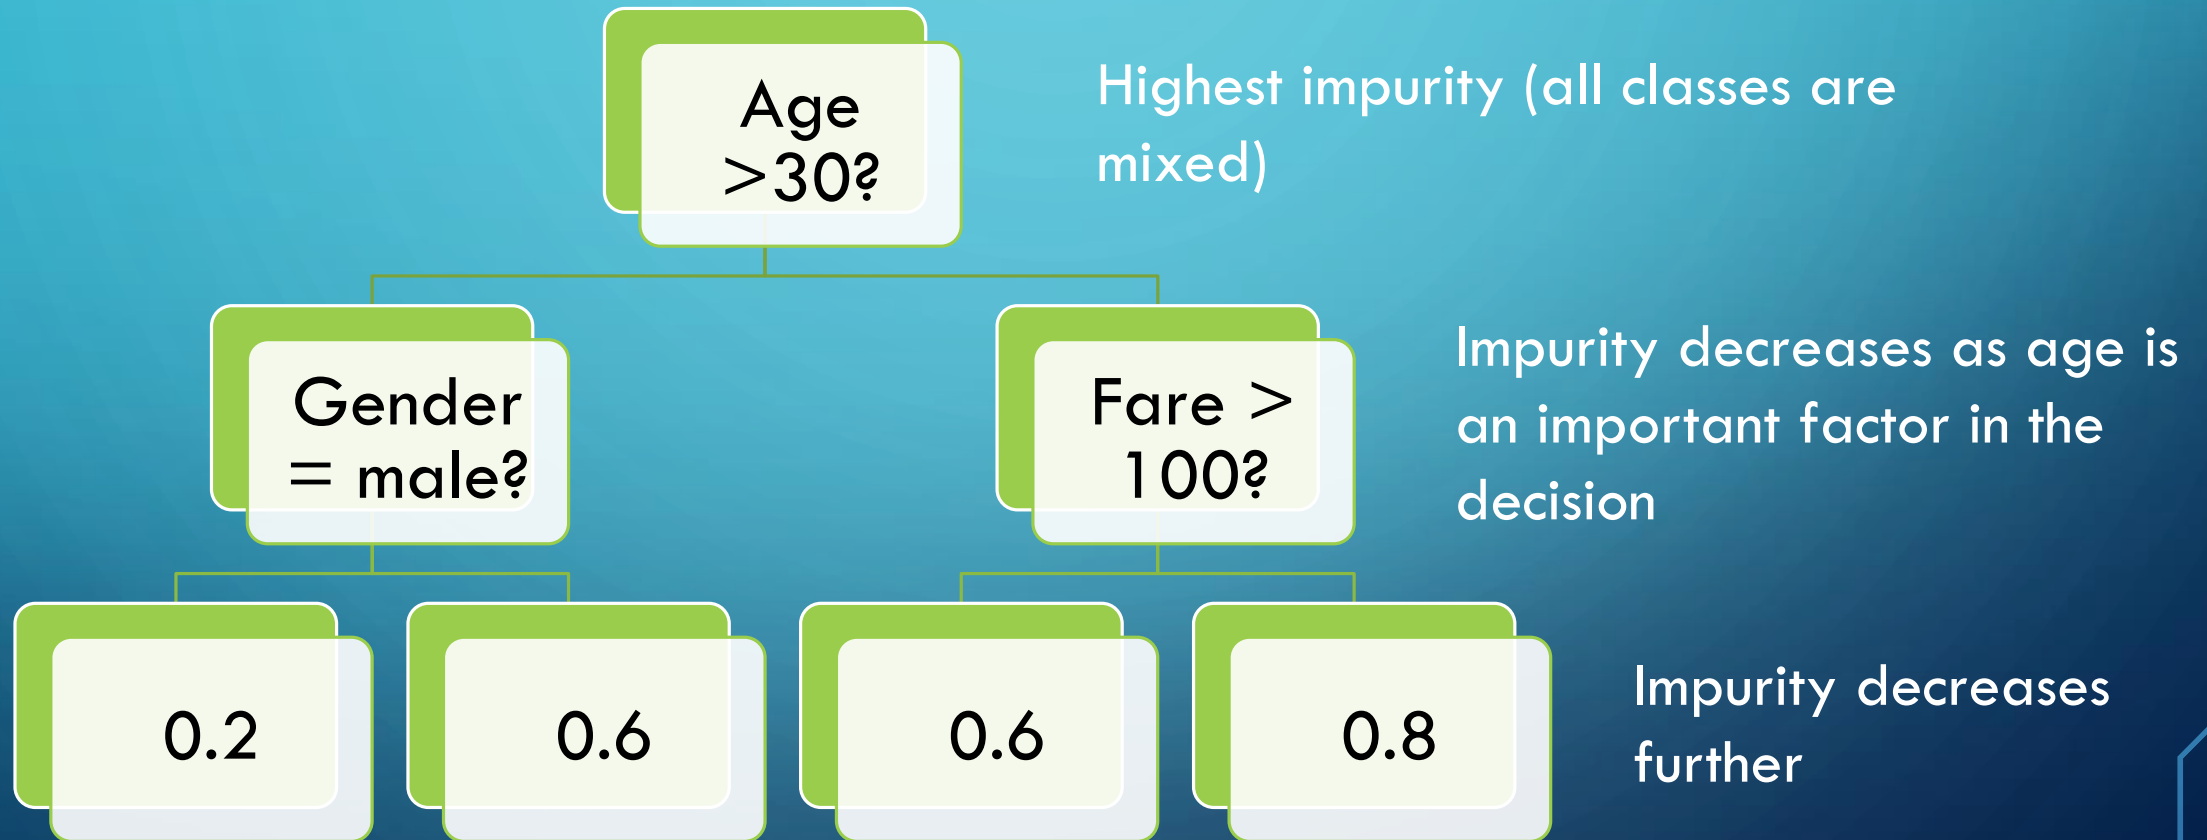 Age
>30?
Highest impurity (all classes are
mixed)
Gender
= male?
Fare >
100?
Impurity decreases as age is
an important factor in the
decision
0.2
0.6
0.6
0.8
Impurity decreases
further